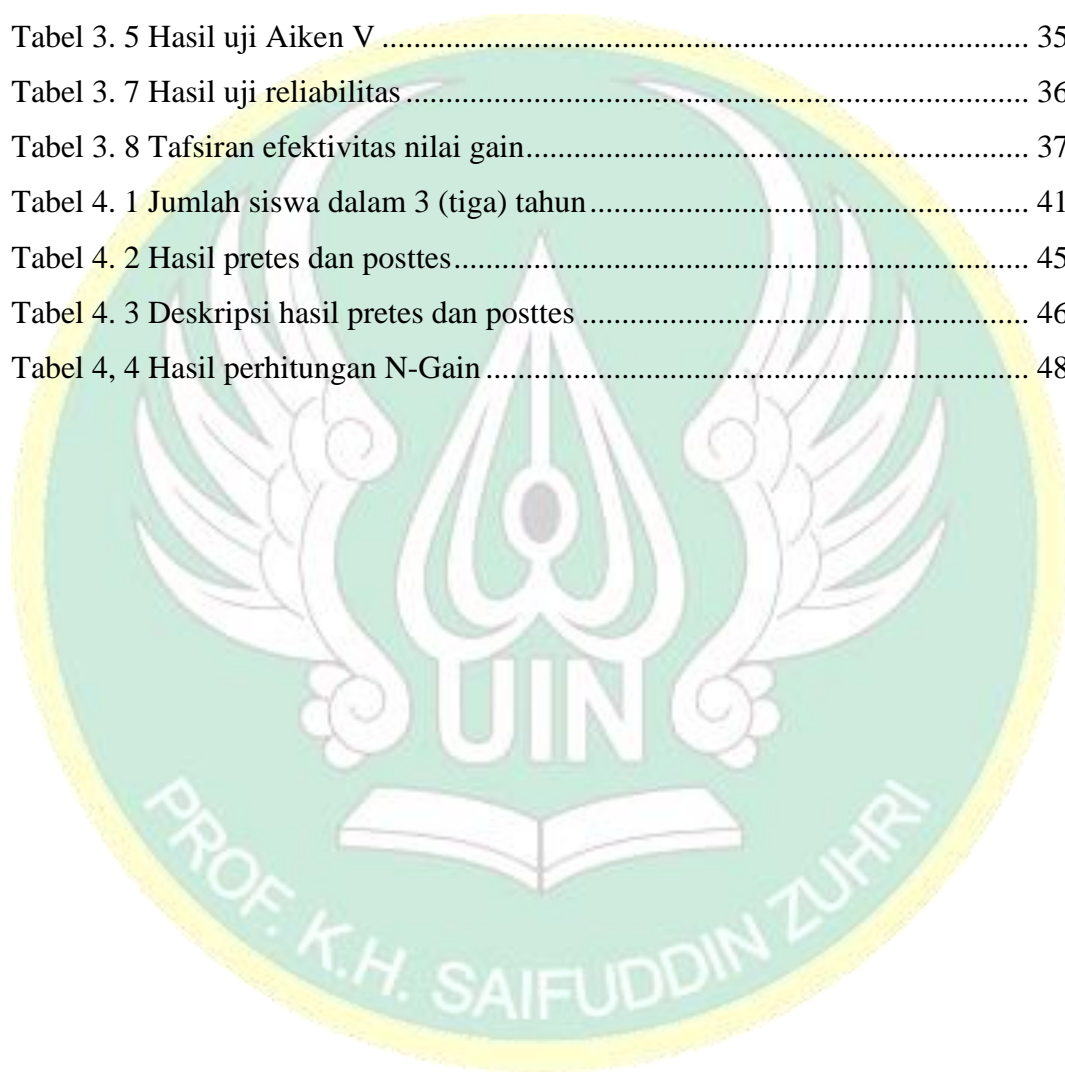 Tabel 3. 5 Hasil uji Aiken V ........................................................................... 35
Tabel 3. 7 Hasil uji reliabilitas ........................................................................ 36
Tabel 3. 8 Tafsiran efektivitas nilai gain.......................................................... 37
Tabel 4. 1 Jumlah siswa dalam 3 (tiga) tahun .................................................. 41
Tabel 4. 2 Hasil pretes dan posttes................................................................... 45
Tabel 4. 3 Deskripsi hasil pretes dan posttes ................................................... 46
Tabel 4, 4 Hasil perhitungan N-Gain ............................................................... 48
UIN
PROF. K.H. SAIFUDDIN ZUHRI